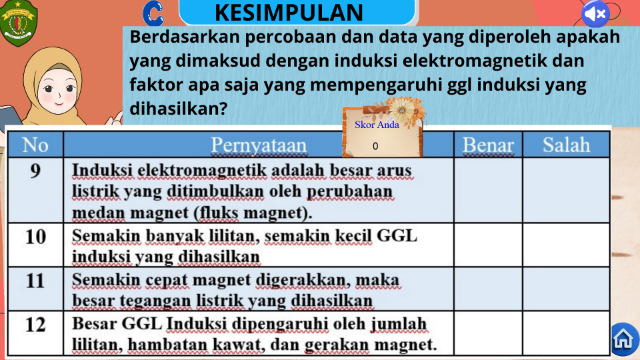 KESIMPULAN
Berdasarkan percobaan dan data yang diperoleh apakah
yang dimaksud dengan induksi elektromagnetik dan
faktor apa saja yang mempengaruhi ggl induksi yang
dihasilkan?
Skor Anda
0
No Pernyataan Benar Salah
9 Induksi elektromagnetik adalah besar arus
listrik yang ditimbulkan oleh perubahan
medan magnet (fluks magnet).
10 Semakin banyak lilitan, semakin kecil GGL
induksi yang dihasilkan
11 Semakin cepat magnet digerakkan, maka
besar tegangan listrik yang dihasilkan
12 Besar GGL Induksi dipengaruhi oleh jumlah
lilitan, hambatan kawat, dan gerakan magnet.